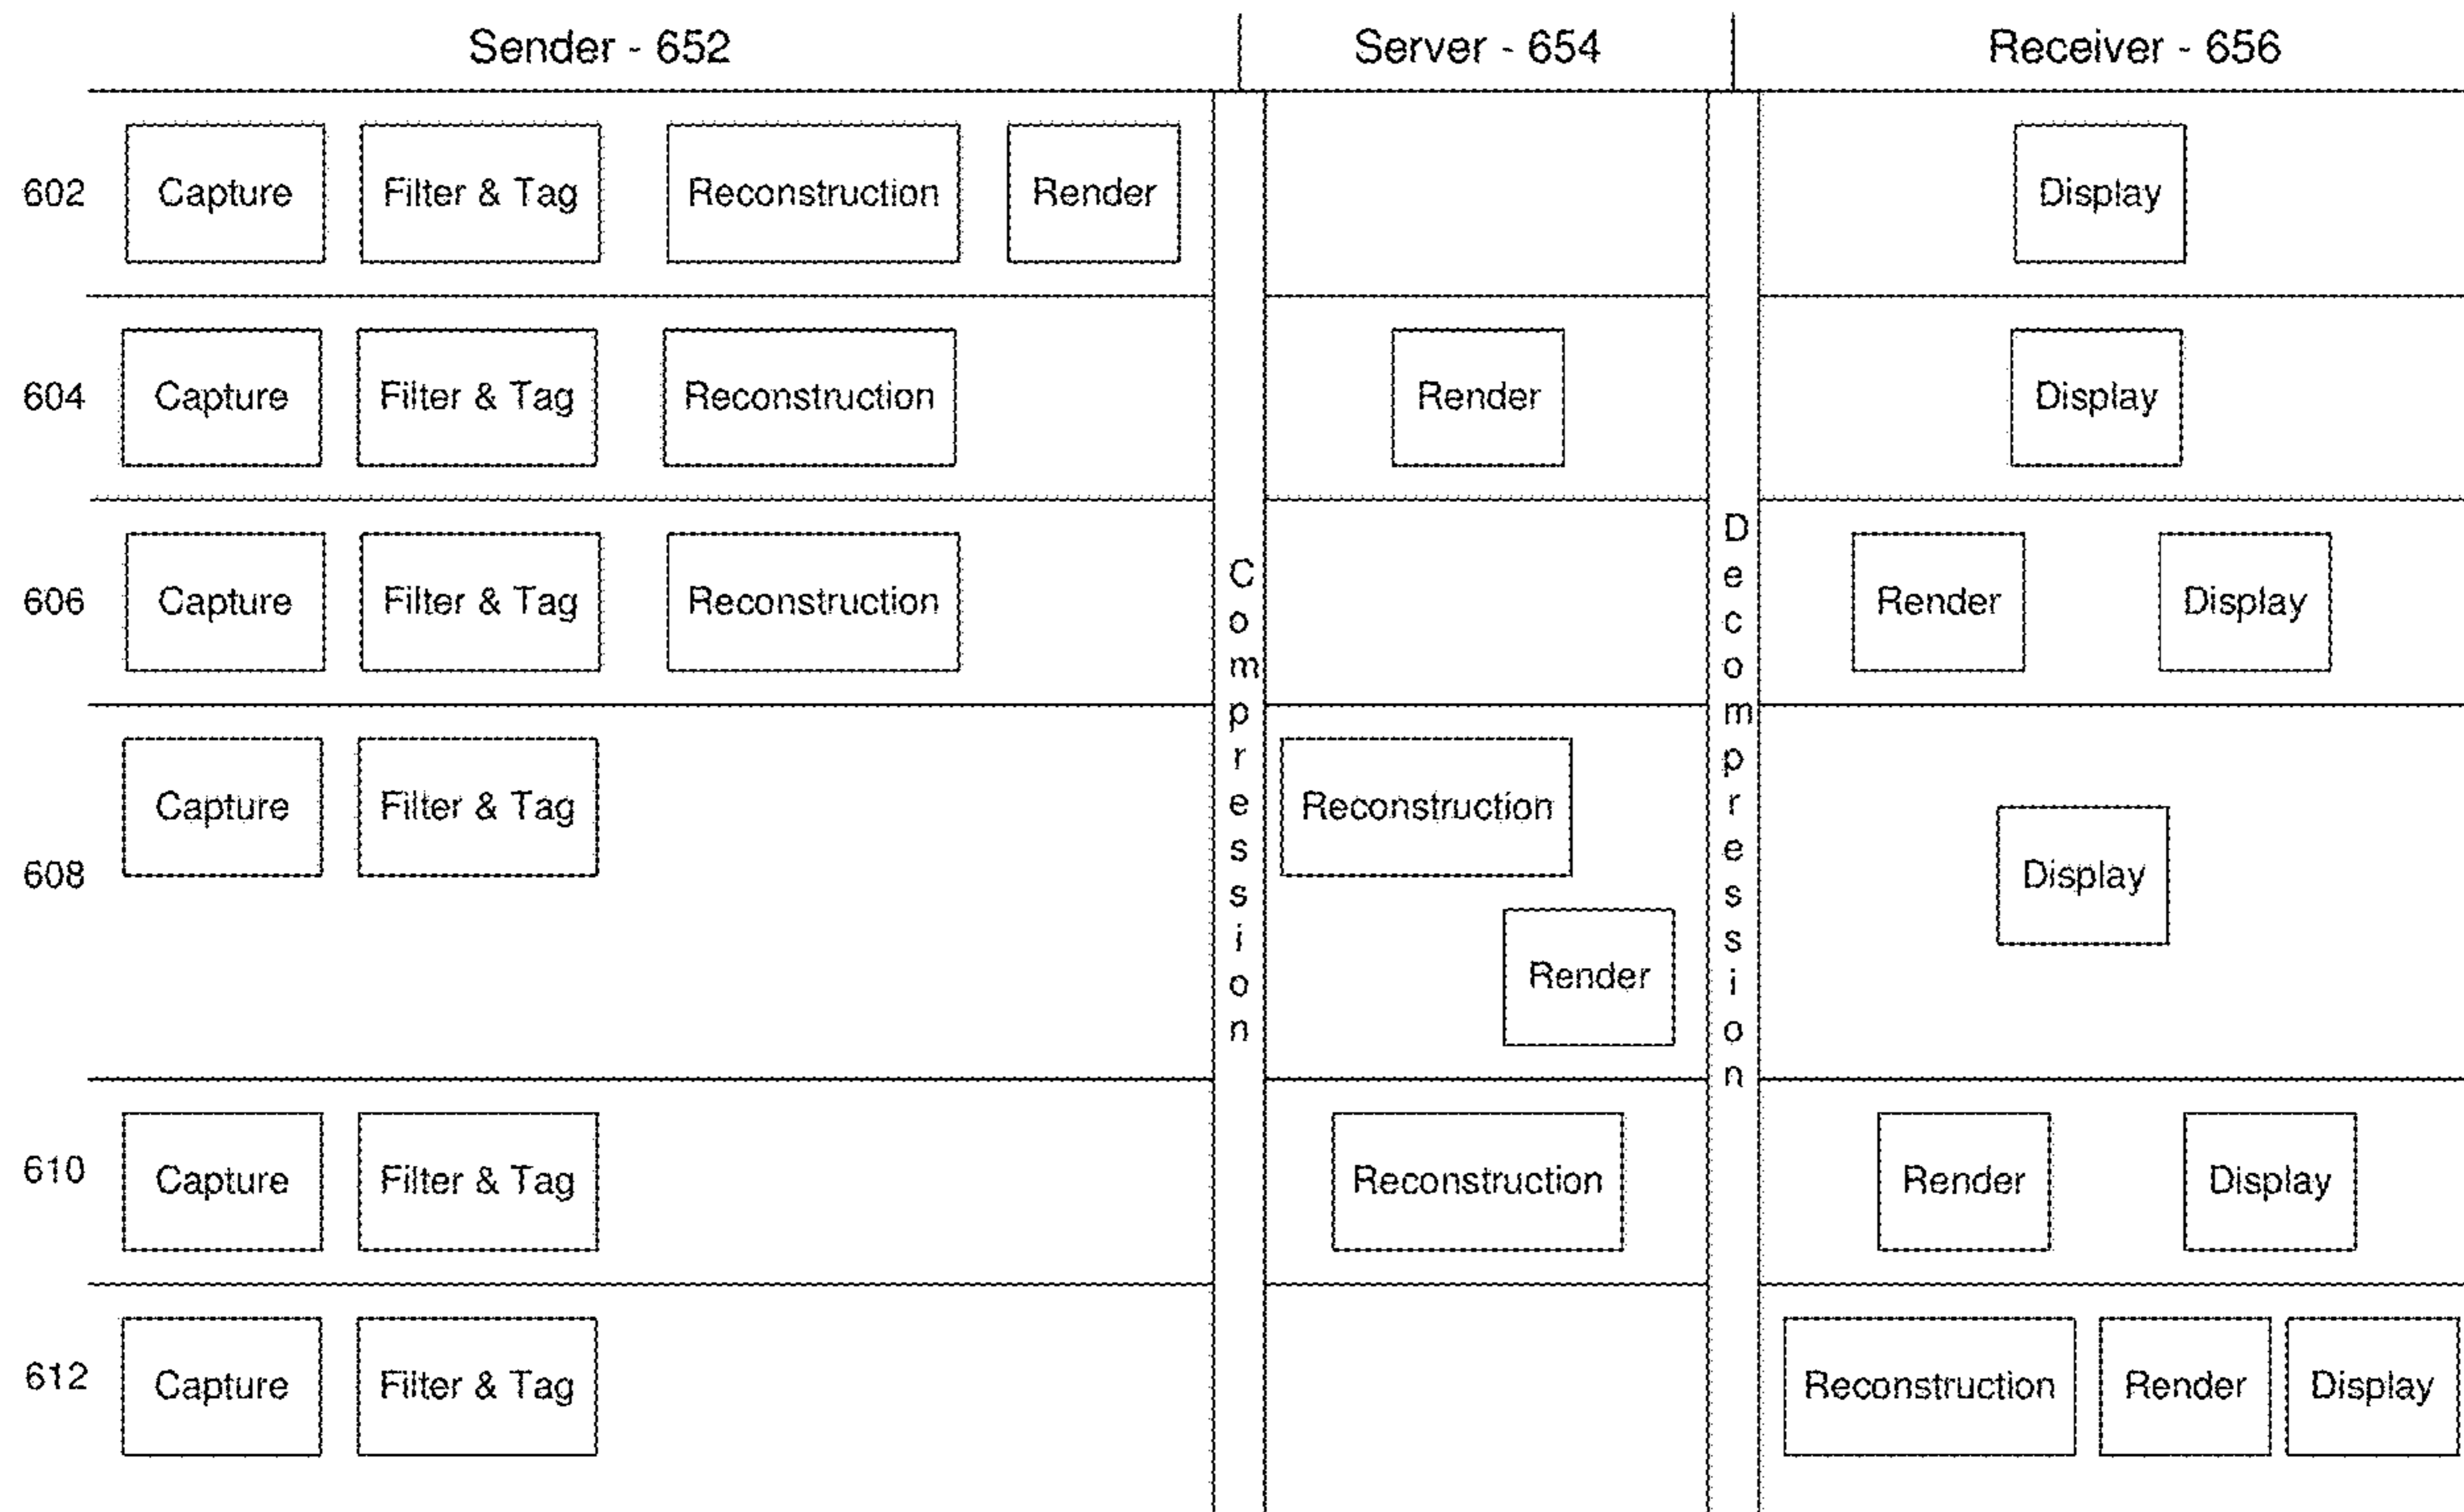 Sender - 652
Server - 654
Receiver - 656
602
Capture
Filter & Tag
Reconstruction
Render
Display
604
Capture
Filter & Tag
Reconstruction
Render
Display
606
Capture
Filter & Tag
Reconstruction
Render
Display
Compression
Decompression
608
Capture
Filter & Tag
Reconstruction
Render
Display
610
Capture
Filter & Tag
Reconstruction
Render
Display
612
Capture
Filter & Tag
Reconstruction
Render
Display